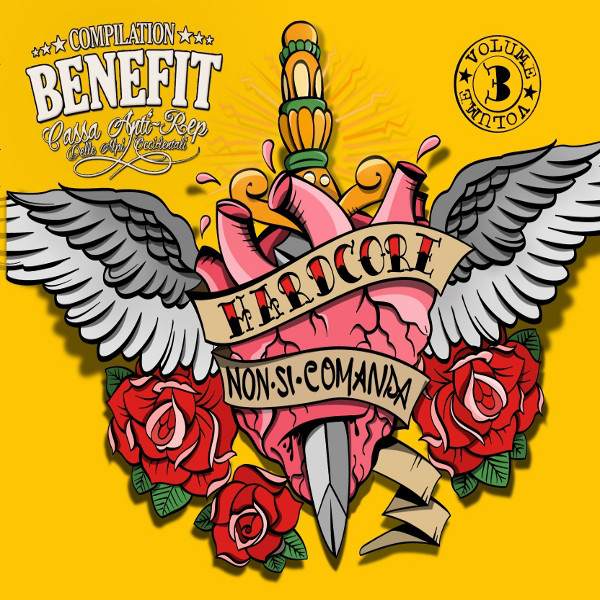 COMPILATION
BENEFIT
Cassa Anti-Rep
Delle Alpi Occidentali
VOLUME
3
VOLUME
HARDCORE
NON·SI·COMANDA